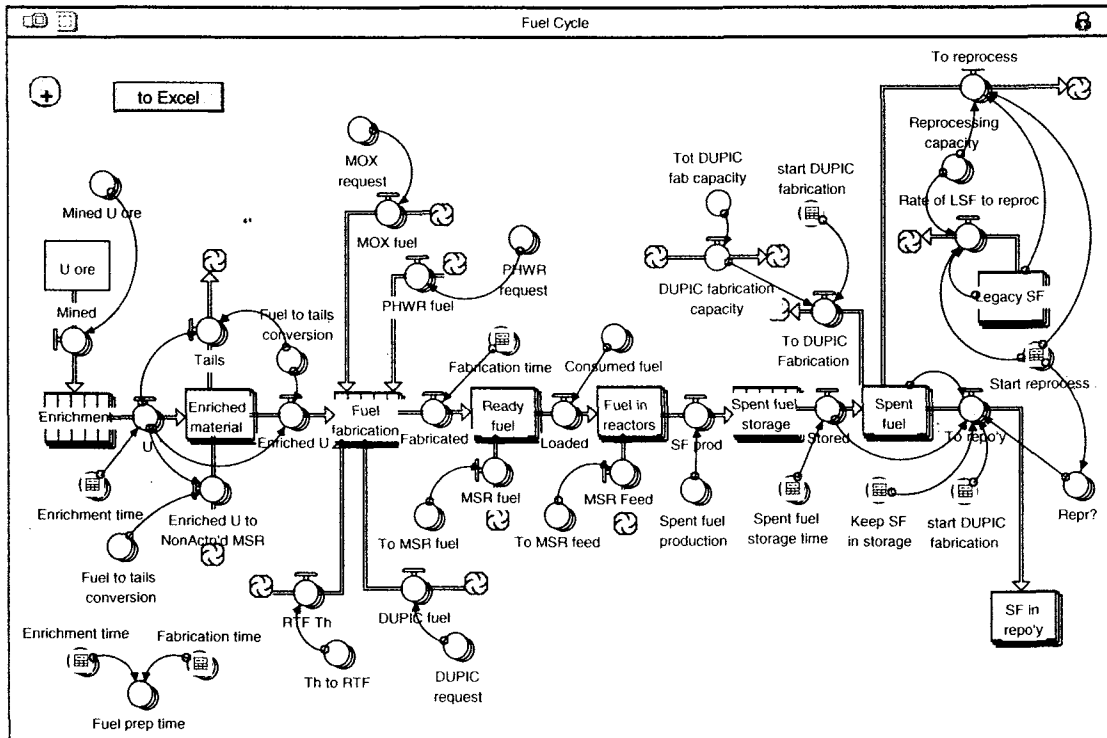 Fuel Cycle
to Excel
To reprocess
Reprocessing
capacity
MOX
request
Tot DUPIC
fab capacity
start DUPIC
fabrication
Mined U ore
Rate of LSF to reproc
MOX fuel
U ore
PHWR
request
PHWR fuel
DUPIC fabrication
capacity
Legacy SF
Mined
Fuel to tails
conversion
To DUPIC
Fabrication
Tails
Fabrication time
Consumed fuel
Start reprocess
Enrichment
U
Enriched
material
Enriched U
Fuel
fabrication
Fabricated
Ready
fuel
Loaded
Fuel in
reactors
SF prod
Spent fuel
storage
Stored
Spent
fuel
To repo'y
Enrichment time
Enriched U to
NonActr'd MSR
MSR fuel
MSR Feed
To MSR fuel
To MSR feed
Spent fuel
production
Spent fuel
storage time
Keep SF
in storage
start DUPIC
fabrication
Repr?
Fuel to tails
conversion
RTF Th
DUPIC fuel
SF in
repo'y
Enrichment time
Fabrication time
Th to RTF
DUPIC
request
Fuel prep time